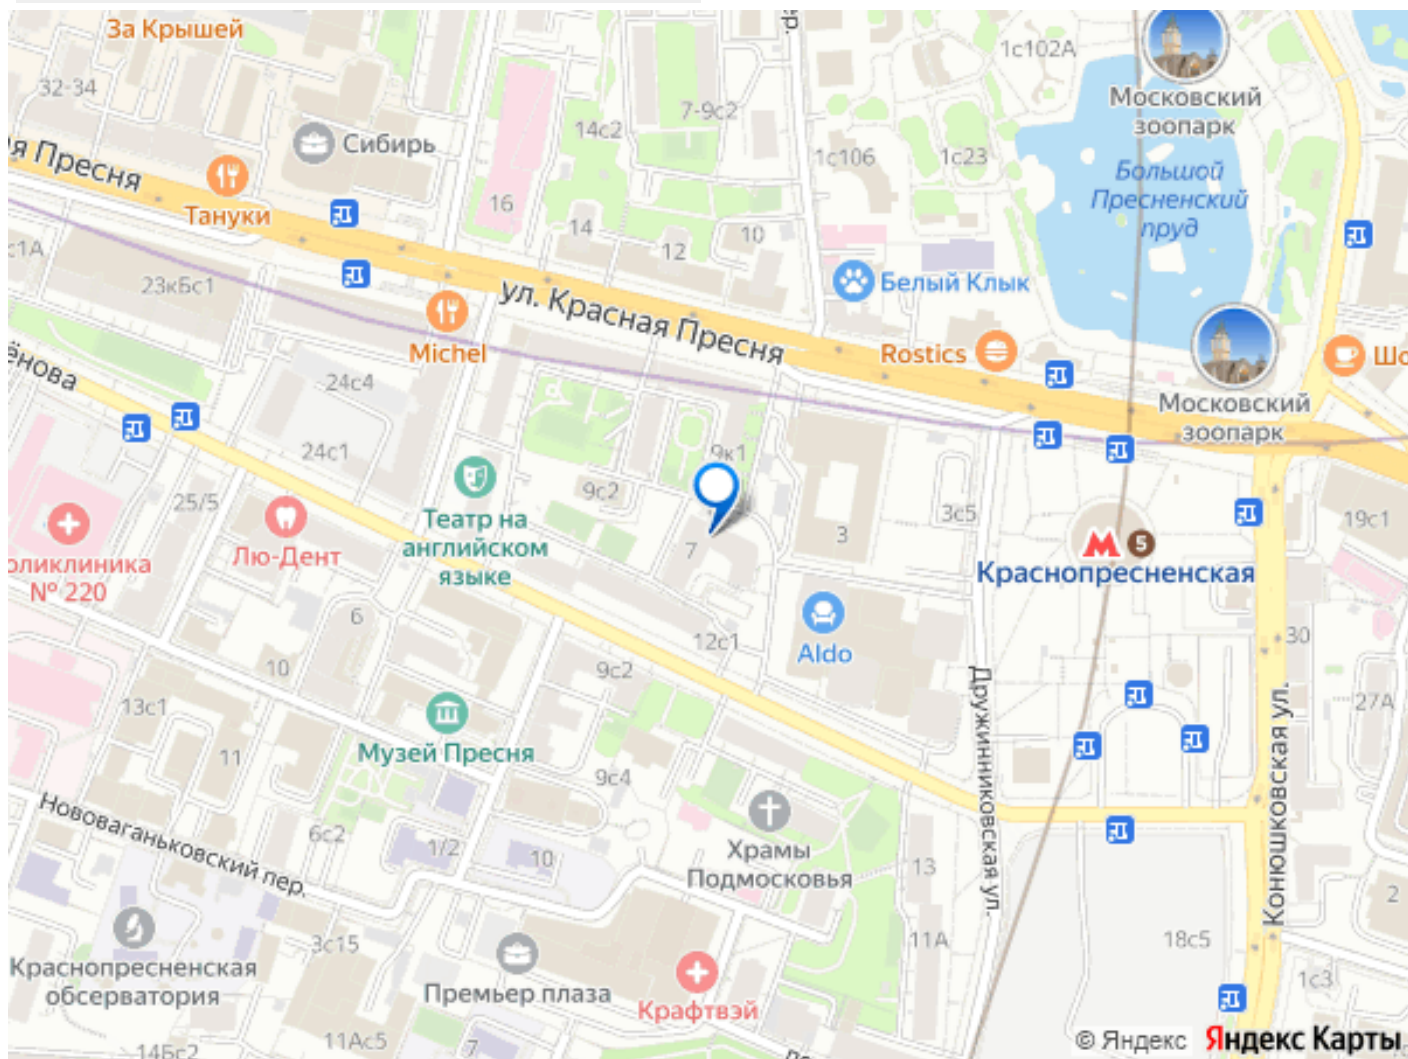 За Крышей
32-34
Сибирь
Пресня
Тануки
16
14с2
7-9с2
14
12
10
1с102А
Московский
зоопарк
1с106
1с23
Большой
Пресненский
пруд
Белый Клык
ул. Красная Пресня
23кБс1
Michel
Rostics
Московский
зоопарк
24с4
24с1
25/5
9к1
9с2
Театр на
английском
языке
Лю-Дент
№ 220
7
3
3с5
5
Краснопресненская
19с1
6
12с1
Aldo
30
10
9с2
13с1
11
Музей Пресня
9с4
Дружинниковская ул.
Конюшковская ул.
27А
Нововаганьковский пер.
6с2
1/2
10
Храмы
Подмосковья
13
2
Краснопресненская
обсерватория
3с15
Премьер плаза
Крафтвэй
11А
18с5
1с3
14Бс2
11Ас5
7
© Яндекс Яндекс Карты